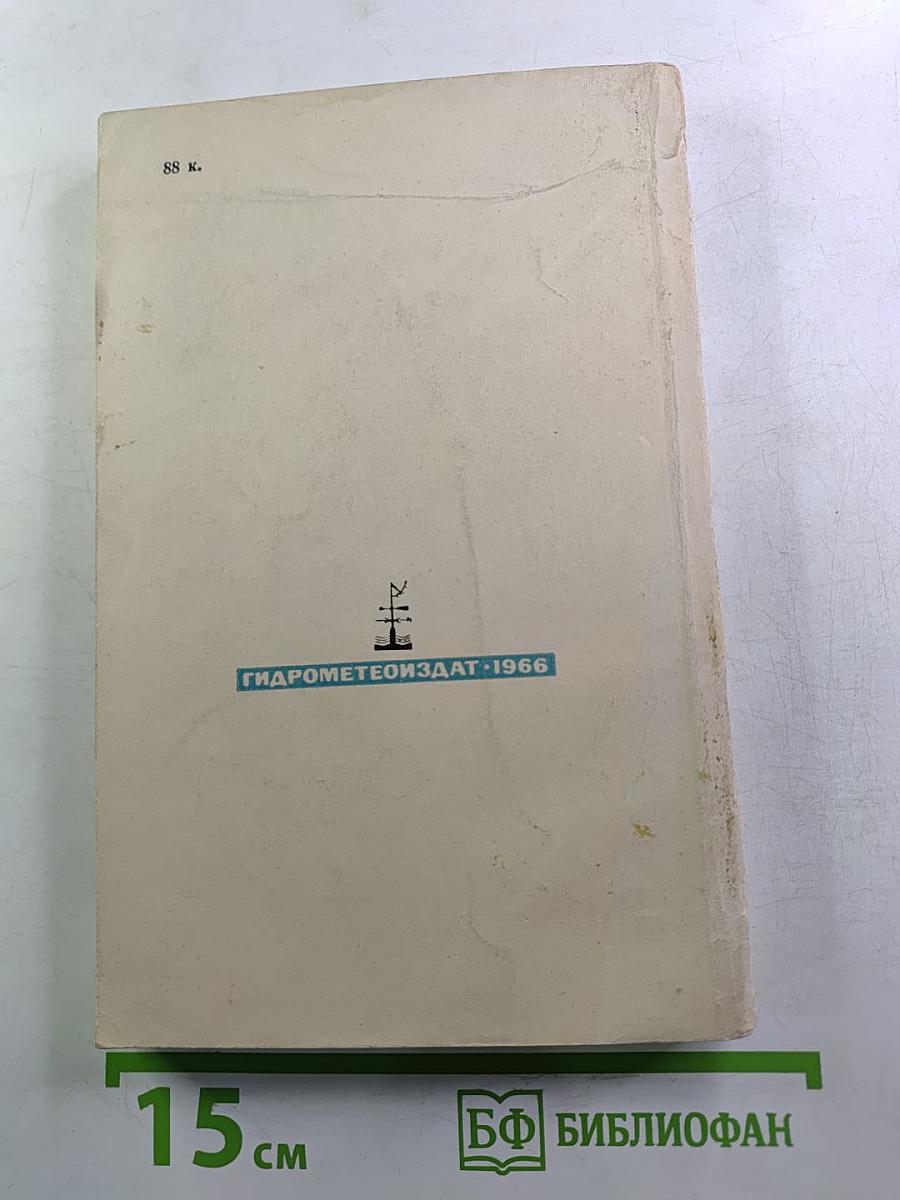 88 к.
ГИДРОМЕТЕОИЗДАТ·1966
15 см
БФ БИБЛИОФАН